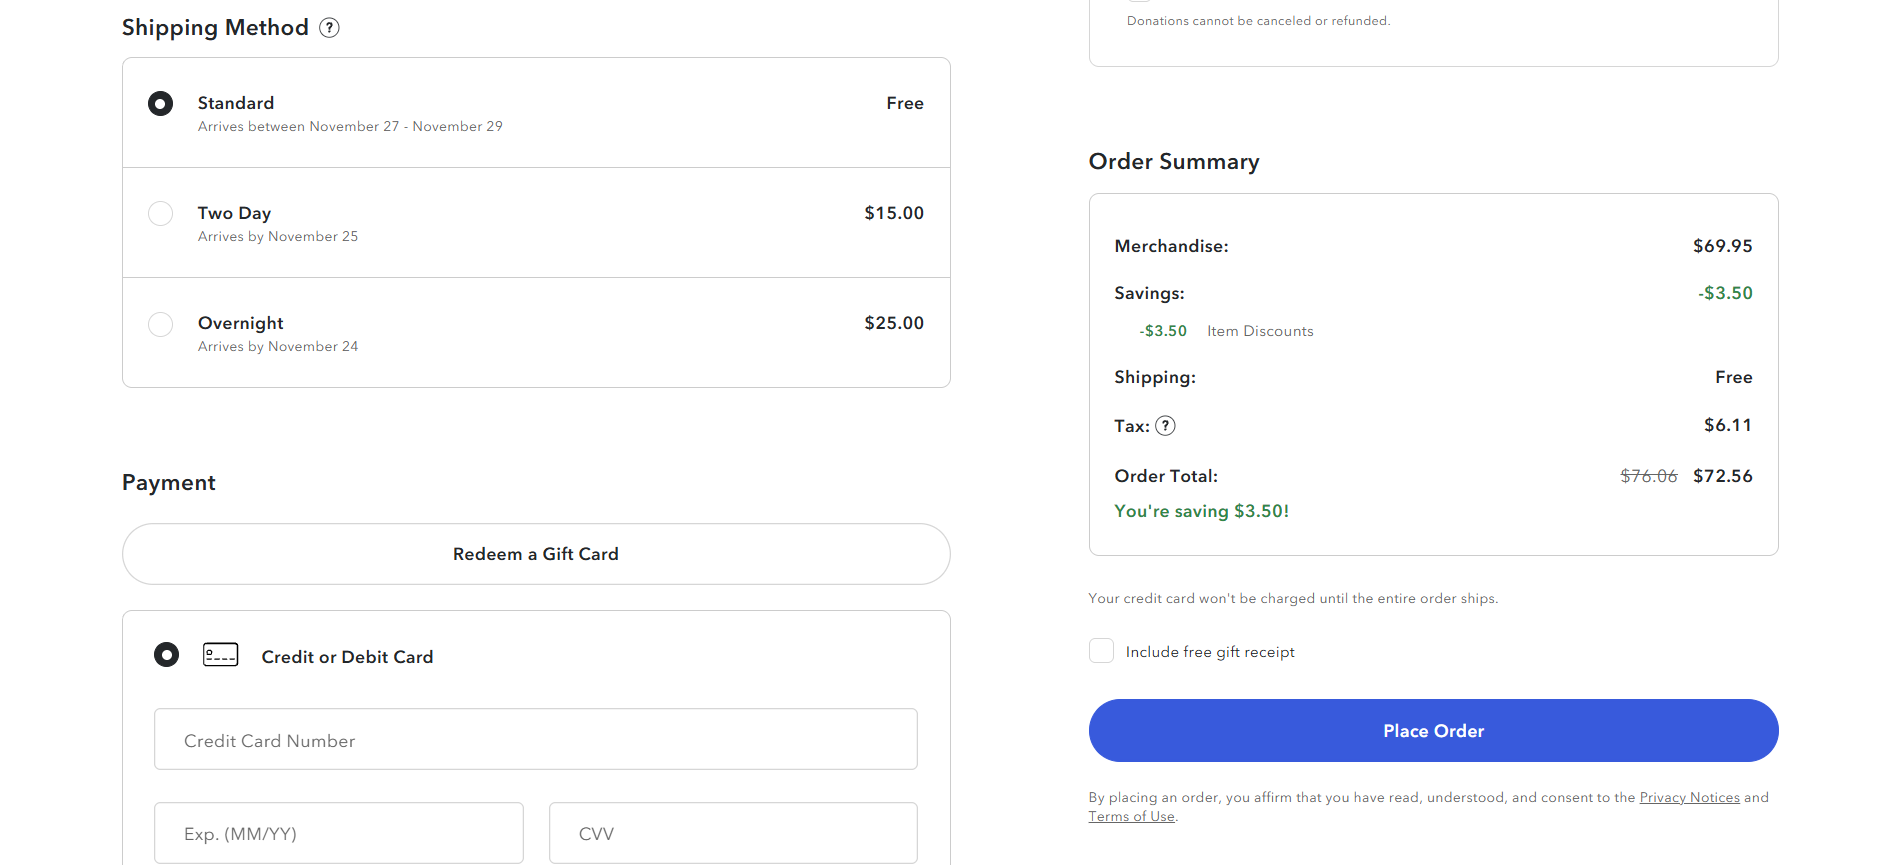 Shipping Method ?
Standard
Free
Arrives between November 27 - November 29
Two Day
$15.00
Arrives by November 25
Overnight
$25.00
Arrives by November 24
Payment
Redeem a Gift Card
Credit or Debit Card
Credit Card Number
Exp. (MM/YY)
CVV
Donations cannot be canceled or refunded.
Order Summary
Merchandise:
$69.95
Savings:
-$3.50
-$3.50 Item Discounts
Shipping:
Free
Tax: ?
$6.11
Order Total:
$76.06 $72.56
You're saving $3.50!
Your credit card won't be charged until the entire order ships.
Include free gift receipt
Place Order
By placing an order, you affirm that you have read, understood, and consent to the Privacy Notices and
Terms of Use.